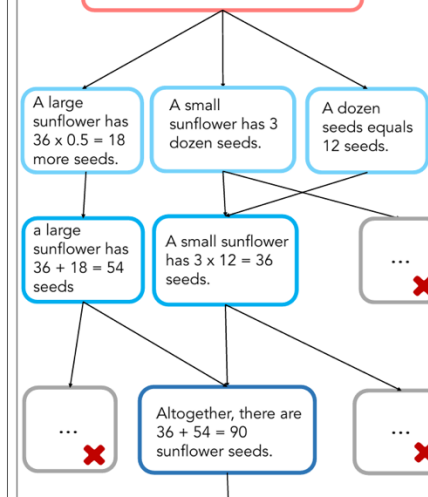 A large
sunflower has
36 x 0.5 = 18
more seeds.
A small
sunflower has 3
dozen seeds.
A dozen
seeds equals
12 seeds.
a large
sunflower has
36 + 18 = 54
seeds
A small sunflower
has 3 x 12 = 36
seeds.
...
...
Altogether, there are
36 + 54 = 90
sunflower seeds.
...